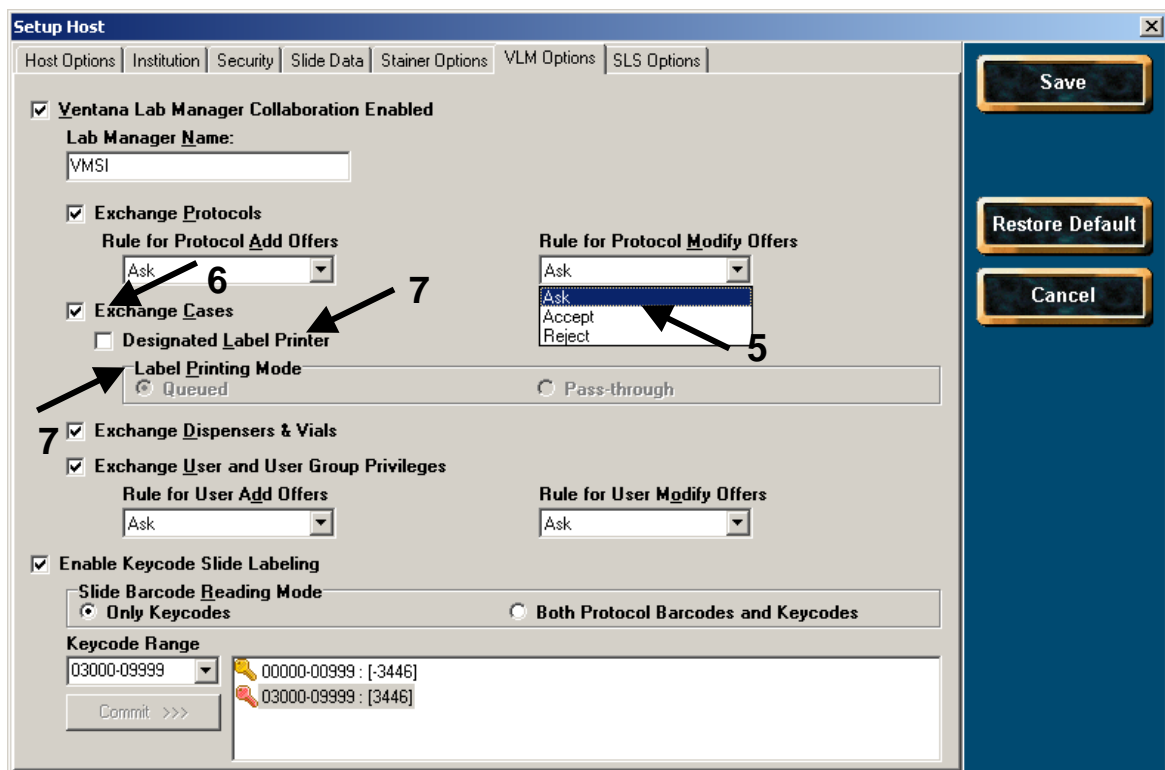 Setup Host
Host Options Institution Security Slide Data Stainer Options VLM Options SLS Options
Save
Ventana Lab Manager Collaboration Enabled
Lab Manager Name:
VMSI
Exchange Protocols
Restore Default
Rule for Protocol Add Offers Rule for Protocol Modify Offers
Ask Ask
6 7
Ask
Cancel
Exchange Cases
Accept
Designated Label Printer
Reject
5
Label Printing Mode
Queued Pass-through
7
Exchange Dispensers & Vials
Exchange User and User Group Privileges
Rule for User Add Offers Rule for User Modify Offers
Ask Ask
Enable Keycode Slide Labeling
Slide Barcode Reading Mode
Only Keycodes Both Protocol Barcodes and Keycodes
Keycode Range
03000-09999
00000-00999 : [-3446]
03000-09999 : [3446]
Commit >>>